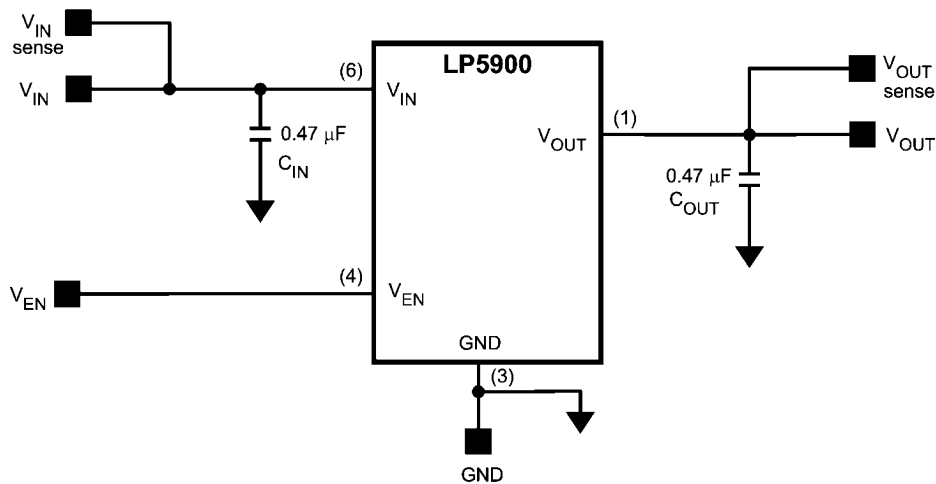 VIN
sense
VIN
(6)
LP5900
VIN
0.47 μF
CIN
VOUT
(1)
VOUT
sense
VOUT
0.47 μF
COUT
VEN
(4)
VEN
GND
(3)
GND